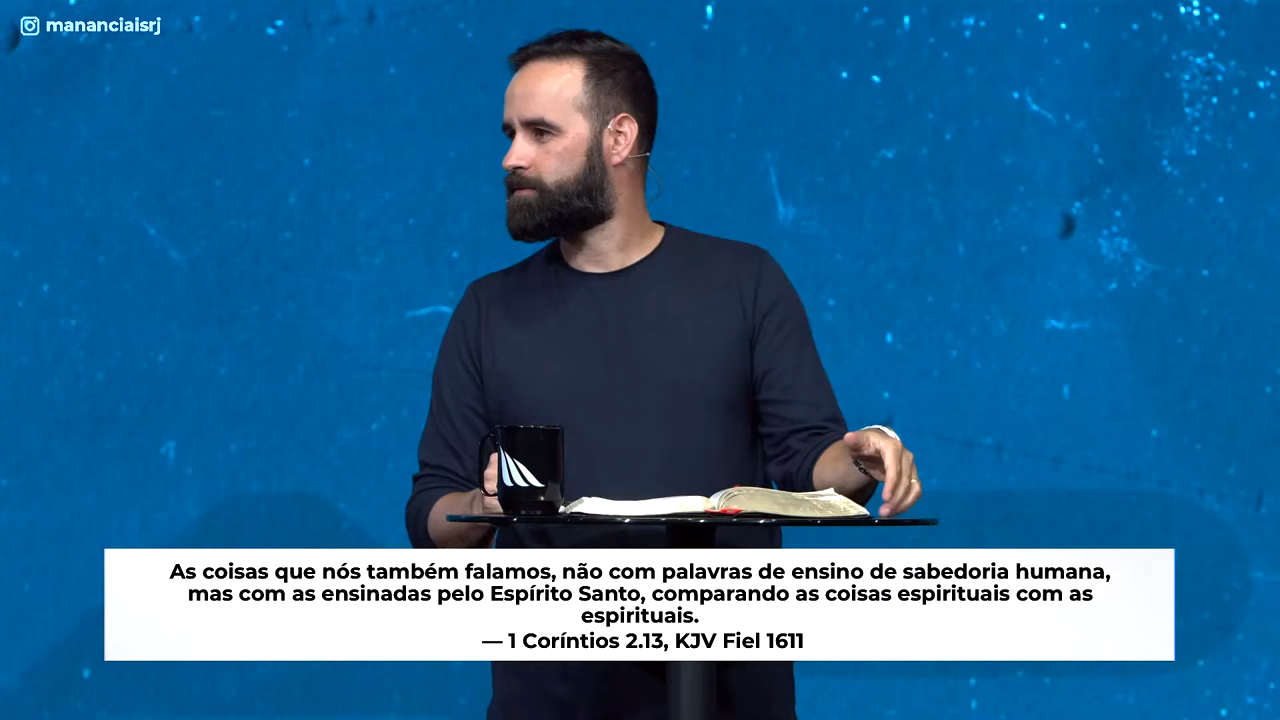 mananciaisrj
As coisas que nós também falamos, não com palavras de ensino de sabedoria humana,
mas com as ensinadas pelo Espírito Santo, comparando as coisas espirituais com as
espirituais.
— 1 Coríntios 2.13, KJV Fiel 1611